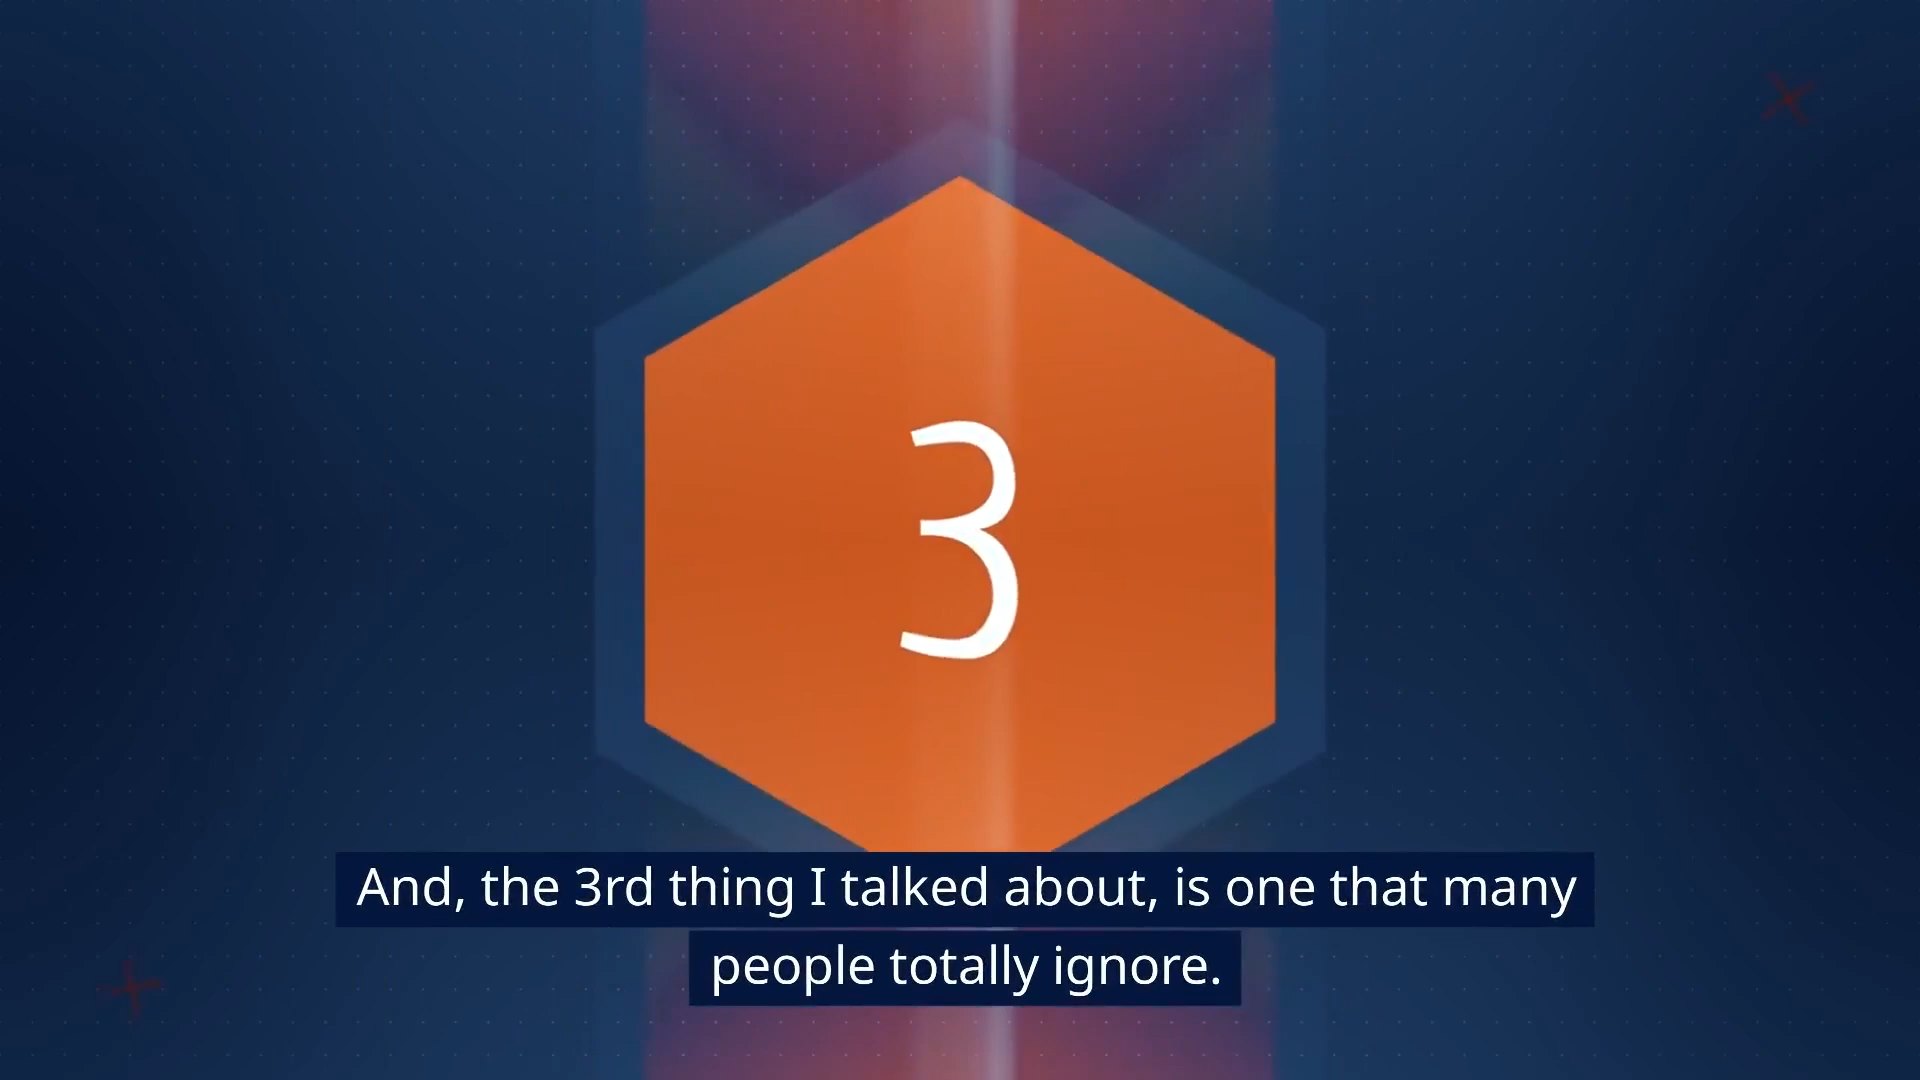 3
And, the 3rd thing I talked about, is one that many
people totally ignore.